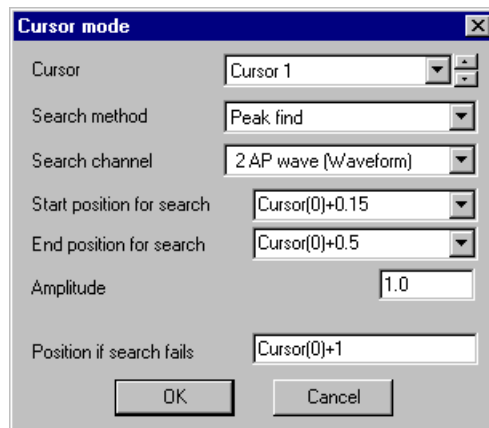 Cursor mode
Cursor Cursor 1
Search method Peak find
Search channel 2 AP wave (Waveform)
Start position for search Cursor(0)+0.15
End position for search Cursor(0)+0.5
Amplitude 1.0
Position if search fails Cursor(0)+1
OK Cancel